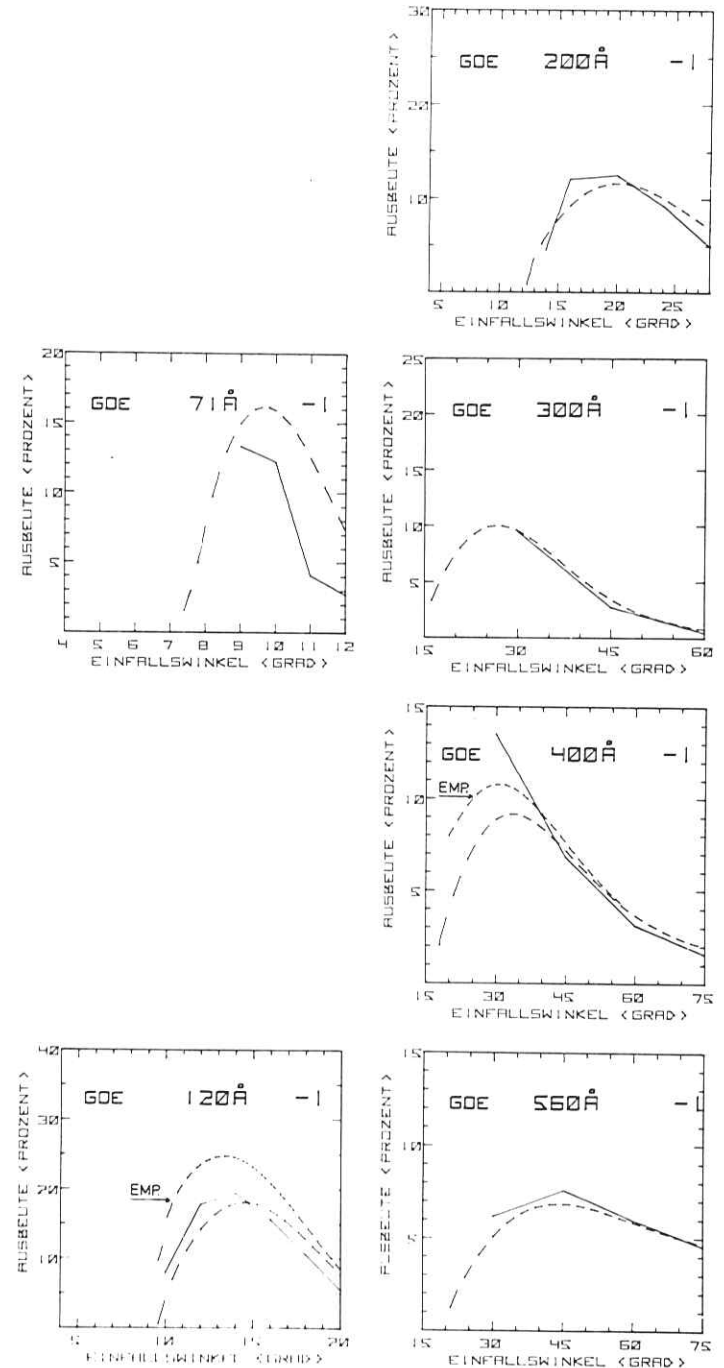 30
GOE 200Å -1
20
10
AUSBEUTE <PROZENT>
5 10 15 20 25
EINFALLSWINKEL <GRAD>
20
GOE 71Å -1
15
10
5
AUSBEUTE <PROZENT>
4 5 6 7 8 9 10 11 12
EINFALLSWINKEL <GRAD>
25
GOE 300Å -1
20
15
10
5
AUSBEUTE <PROZENT>
15 30 45 60
EINFALLSWINKEL <GRAD>
15
GOE 400Å -1
EMP.
10
5
AUSBEUTE <PROZENT>
15 30 45 60 75
EINFALLSWINKEL <GRAD>
40
GOE 120Å -1
30
EMP.
20
10
AUSBEUTE <PROZENT>
5 10 15 20
EINFALLSWINKEL <GRAD>
15
GOE 560Å -1
10
5
AUSBEUTE <PROZENT>
15 30 45 60 75
EINFALLSWINKEL <GRAD>